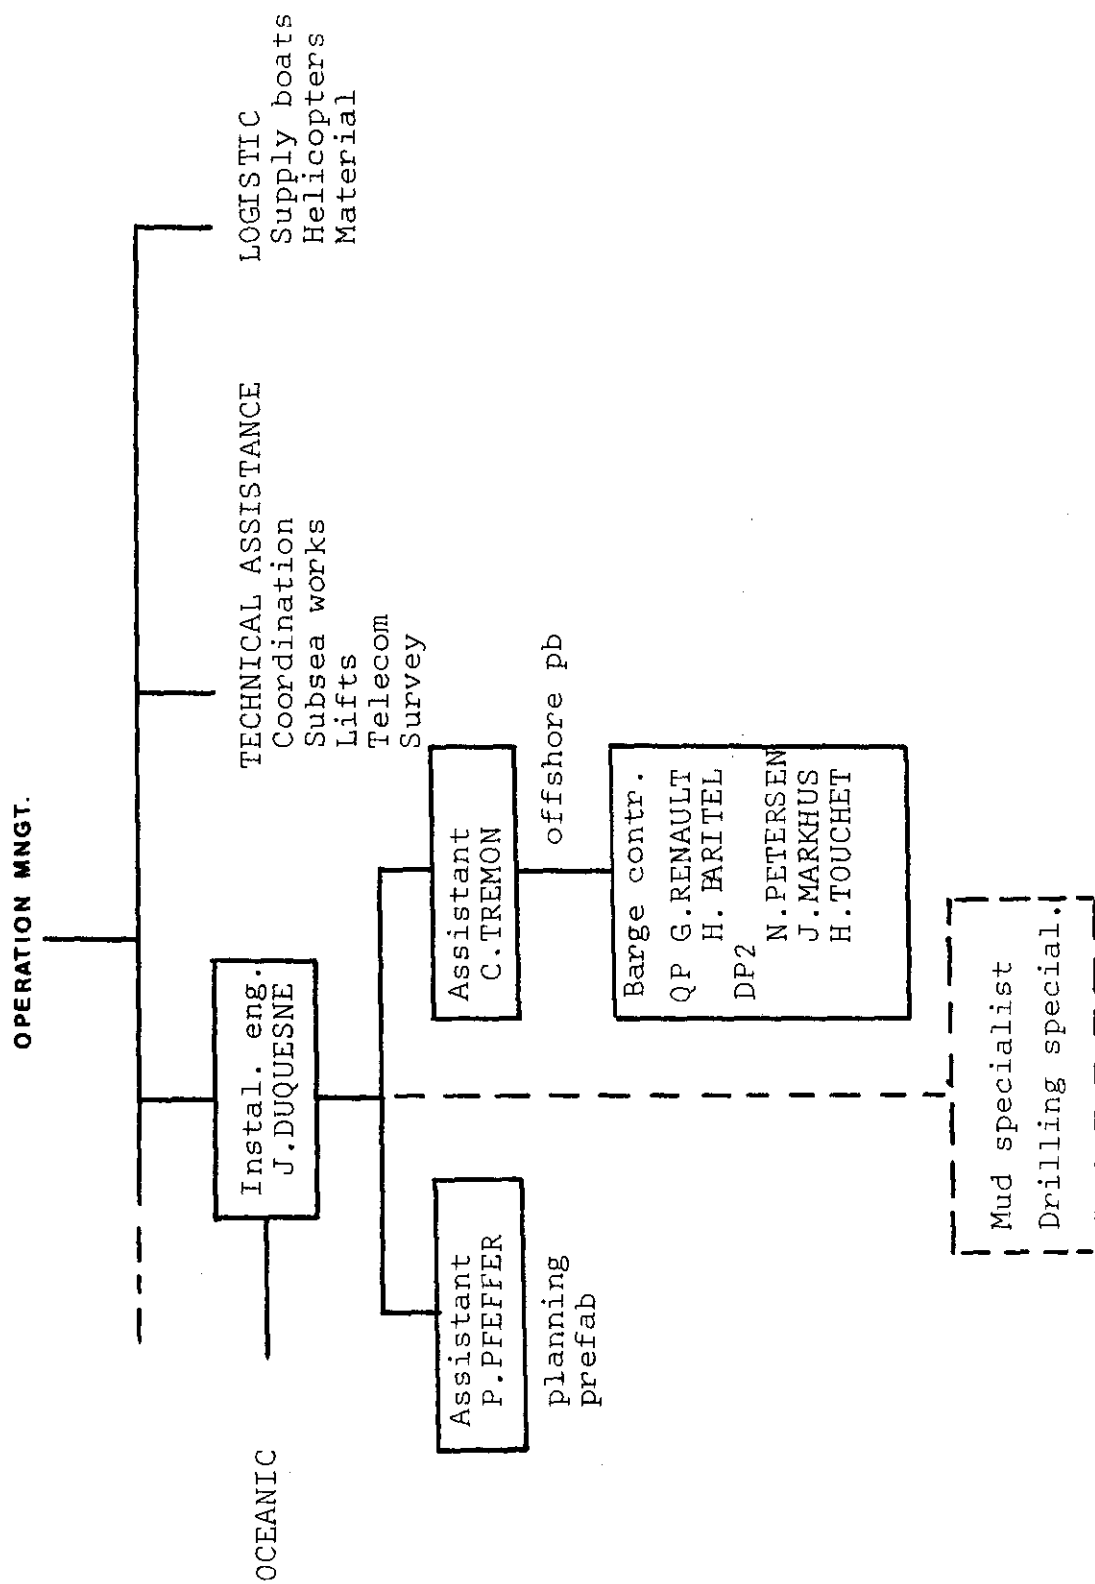 OPERATION MNGT.
OCEANIC
Instal. eng.
J.DUQUESNE
TECHNICAL ASSISTANCE
Coordination
Subsea works
Lifts
Telecom
Survey
LOGISTIC
Supply boats
Helicopters
Material
Assistant
P.PFEFFER
planning
prefab
Assistant
C.TREMON
offshore pb
Barge contr.
QP G.RENAULT
H. PARITEL
DP2
N.PETERSEN
J.MARKHUS
H.TOUCHET
Mud specialist
Drilling special.